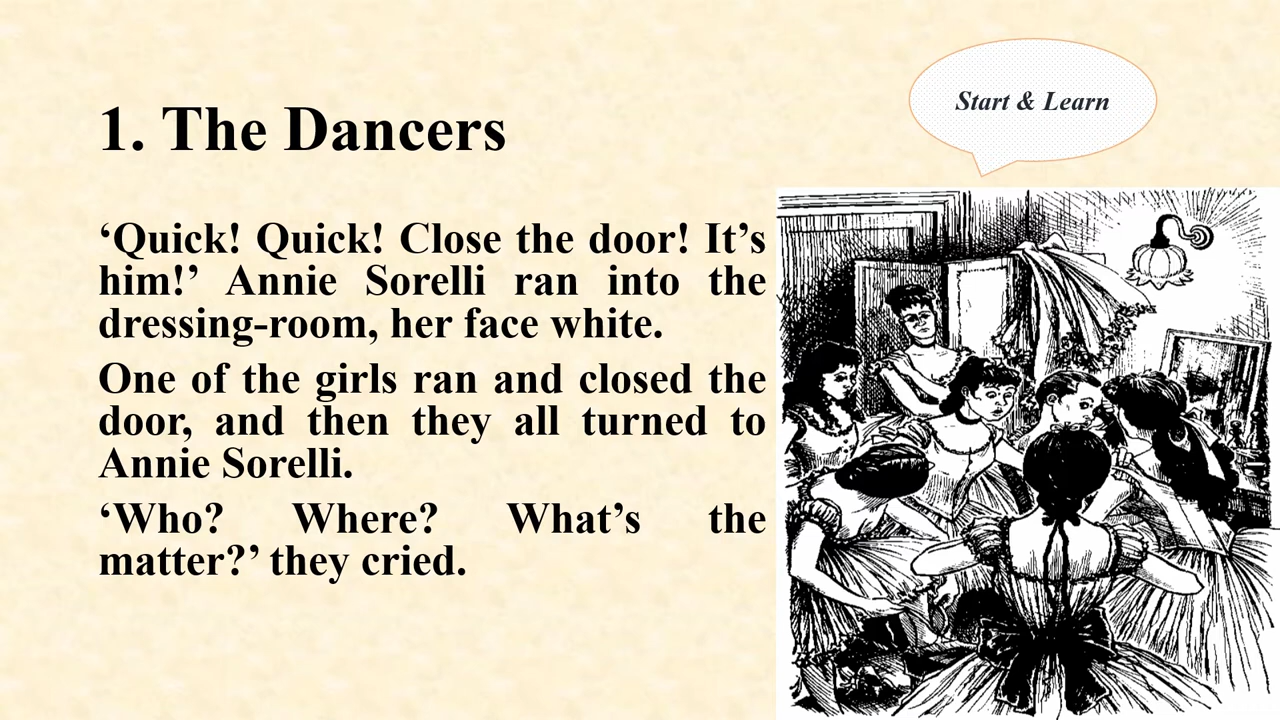 Start & Learn
1. The Dancers
‘Quick! Quick! Close the door! It’s
him!’ Annie Sorelli ran into the
dressing-room, her face white.
One of the girls ran and closed the
door, and then they all turned to
Annie Sorelli.
‘Who? Where? What’s the
matter?’ they cried.